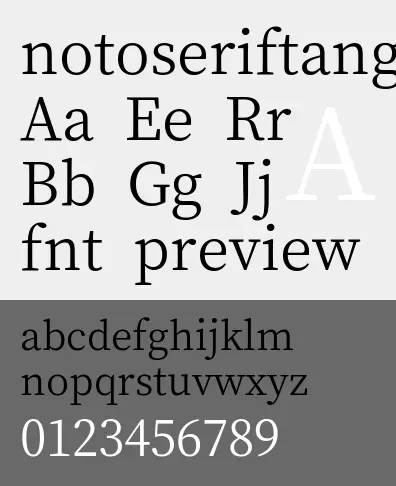 notoseriftang
Aa Ee Rr
A
Bb Gg Jj
fnt preview
abcdefghijklm
nopqrstuvwxyz
0123456789